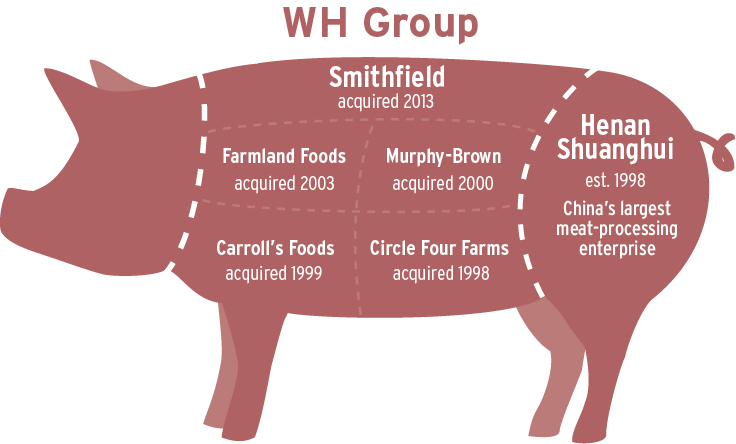 WH Group
Smithfield
acquired 2013
Farmland Foods
acquired 2003
Murphy-Brown
acquired 2000
Carroll’s Foods
acquired 1999
Circle Four Farms
acquired 1998
Henan
Shuanghui
est. 1998
China’s largest
meat-processing
enterprise